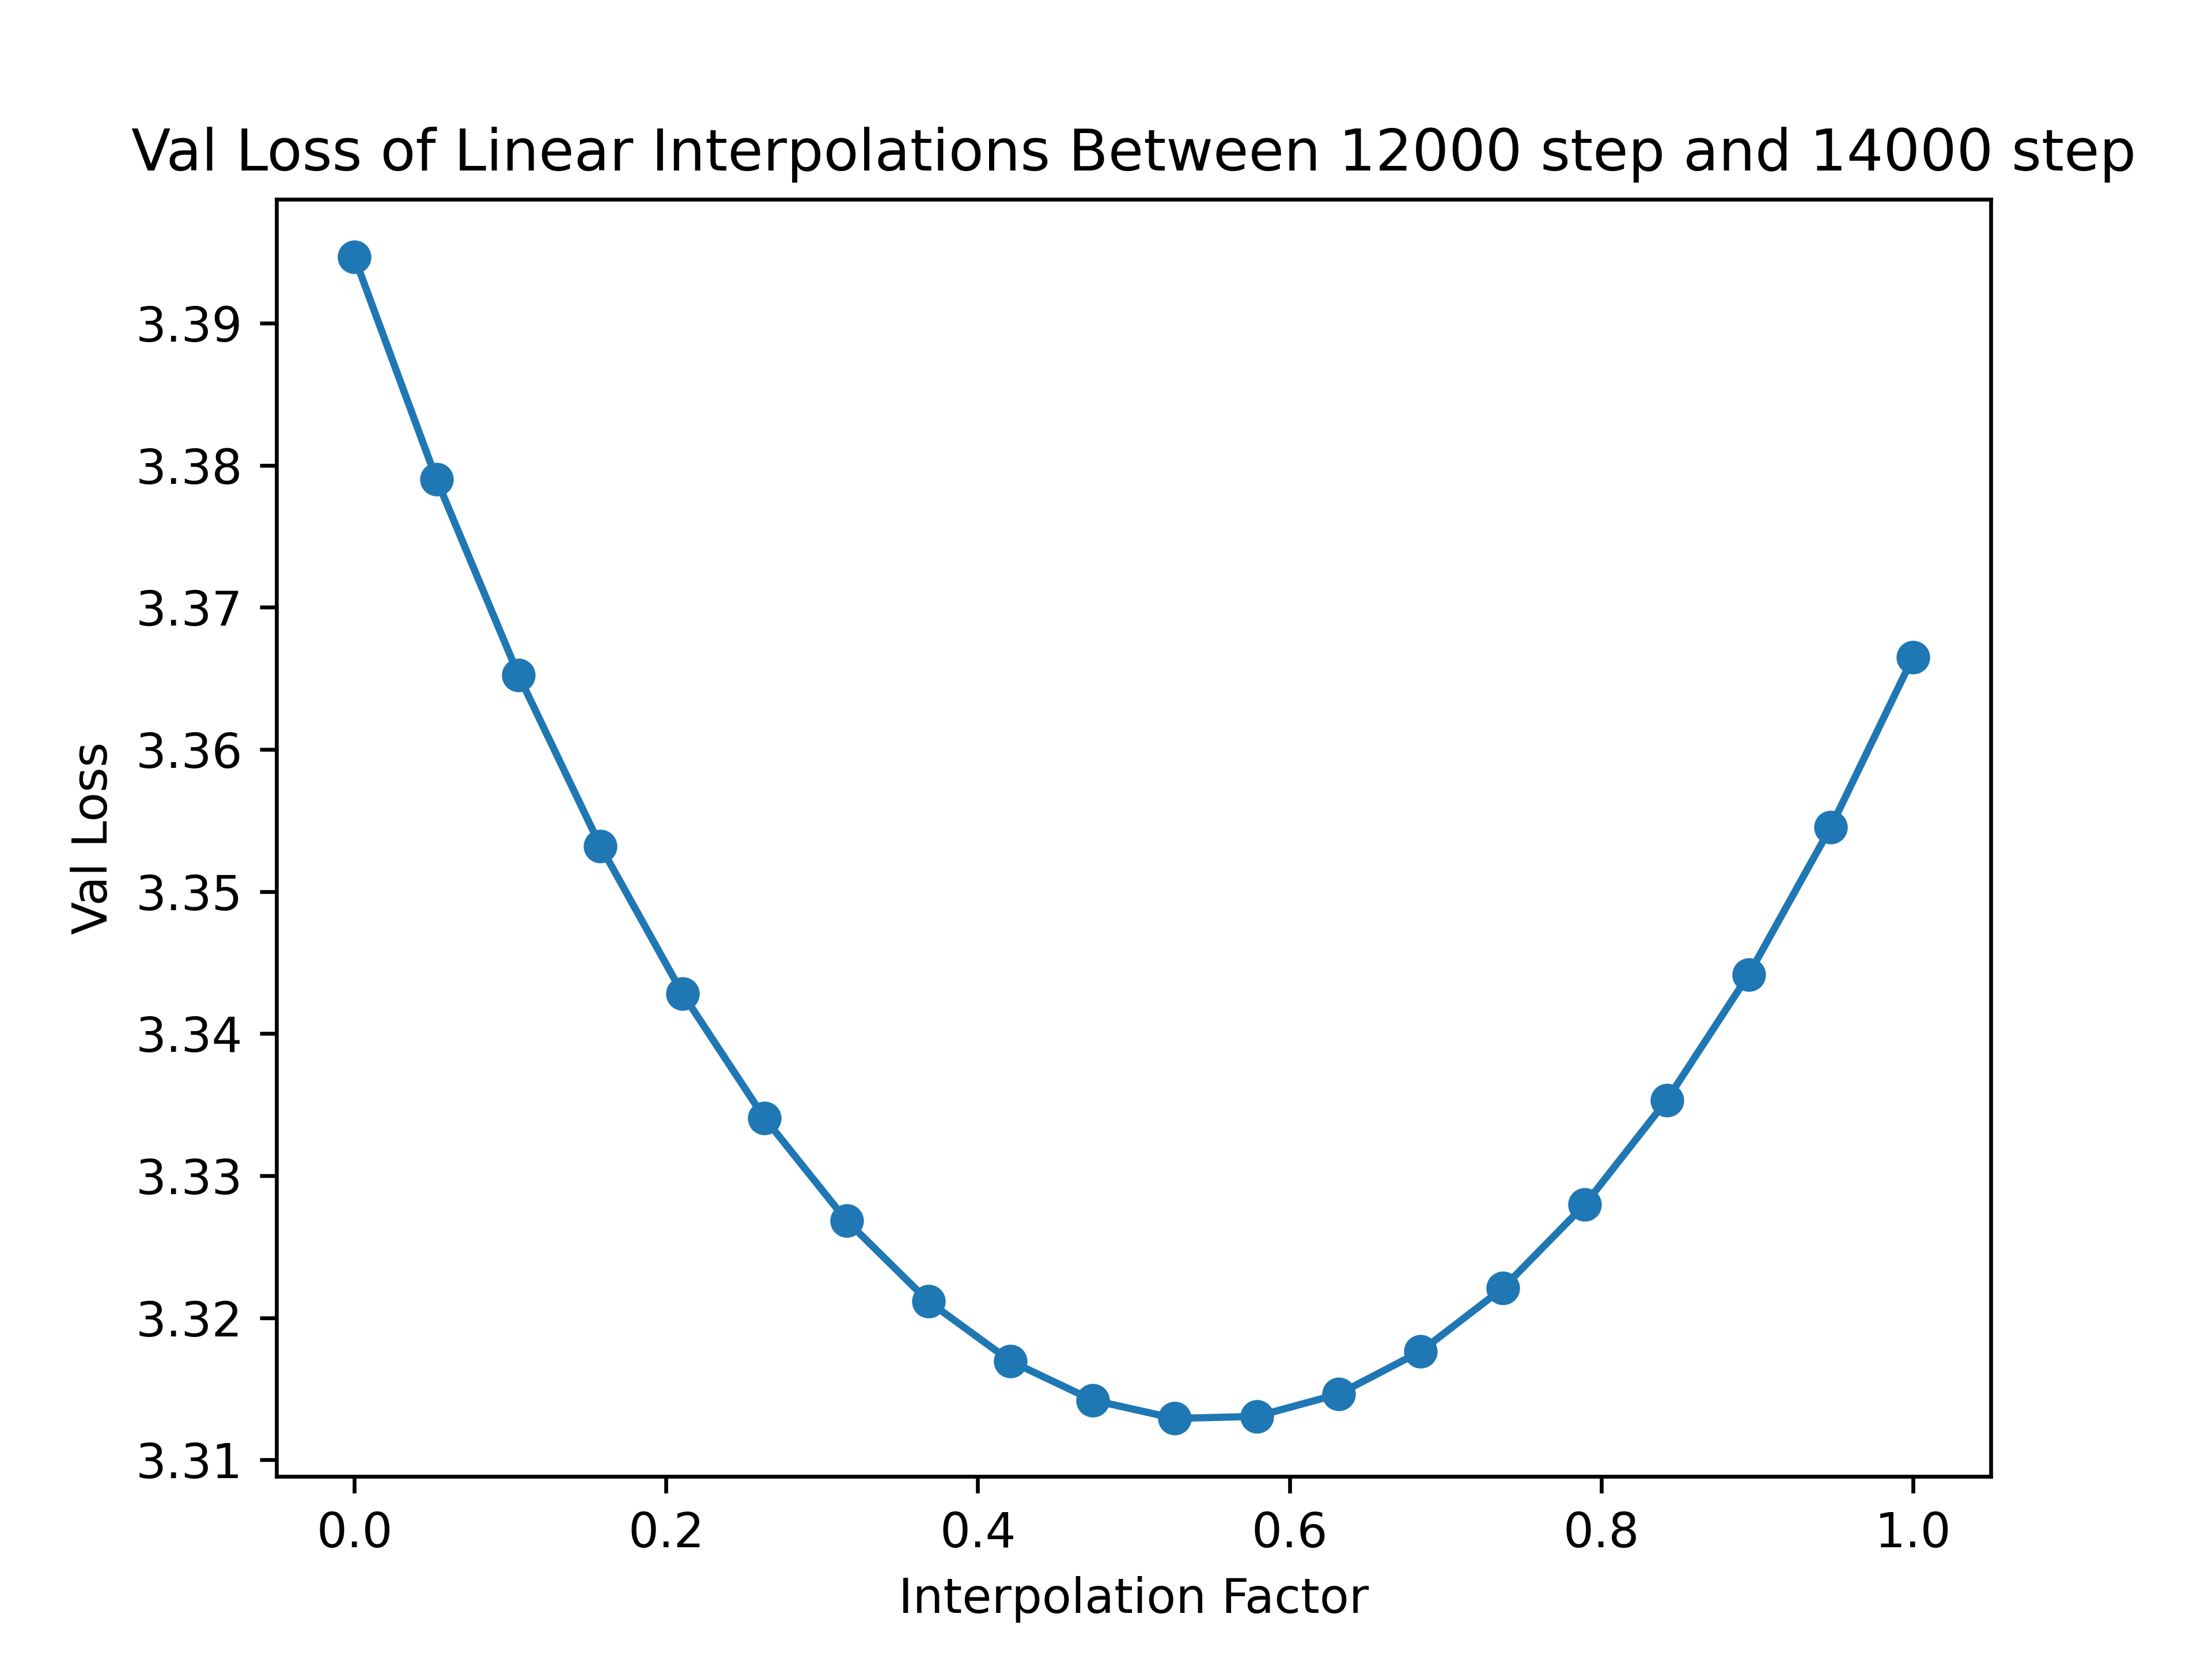 Val Loss of Linear Interpolations Between 12000 step and 14000 step
3.39
3.38
3.37
3.36
3.35
3.34
3.33
3.32
3.31
Val Loss
0.0 0.2 0.4 0.6 0.8 1.0
Interpolation Factor